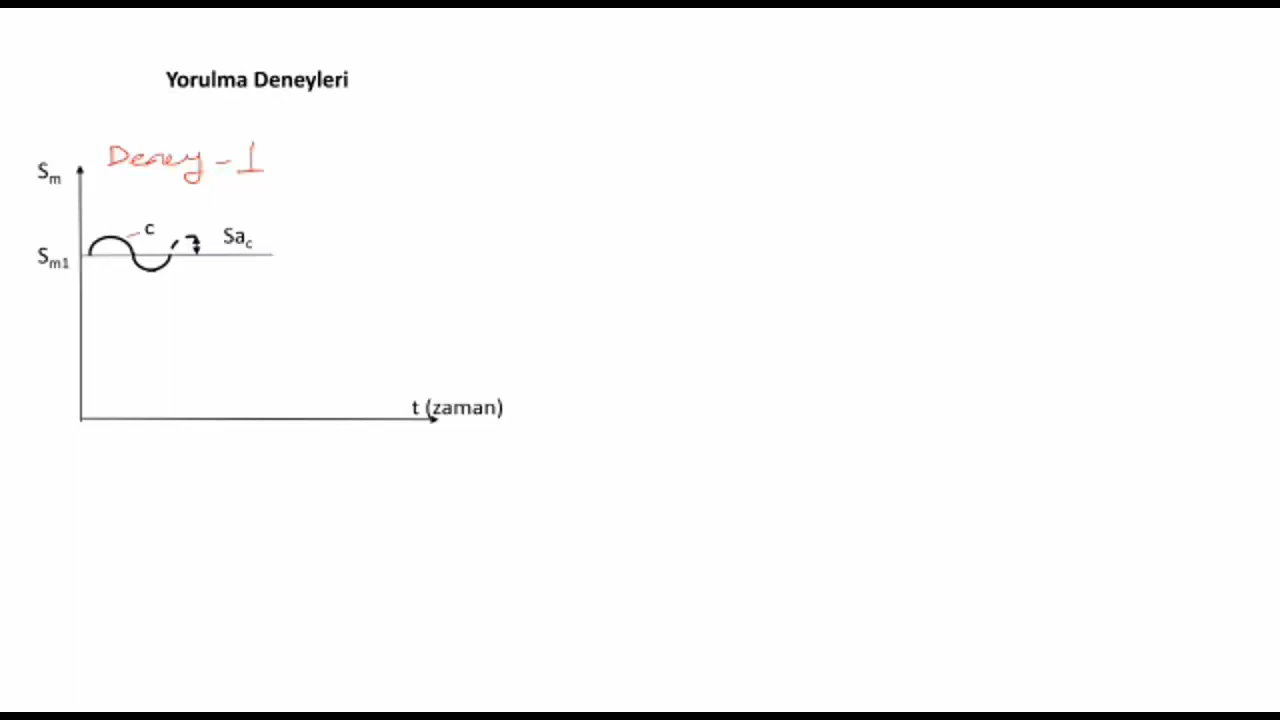 Yorulma Deneyleri
Deney - 1
Sm
c
Sac
Sm1
t (zaman)